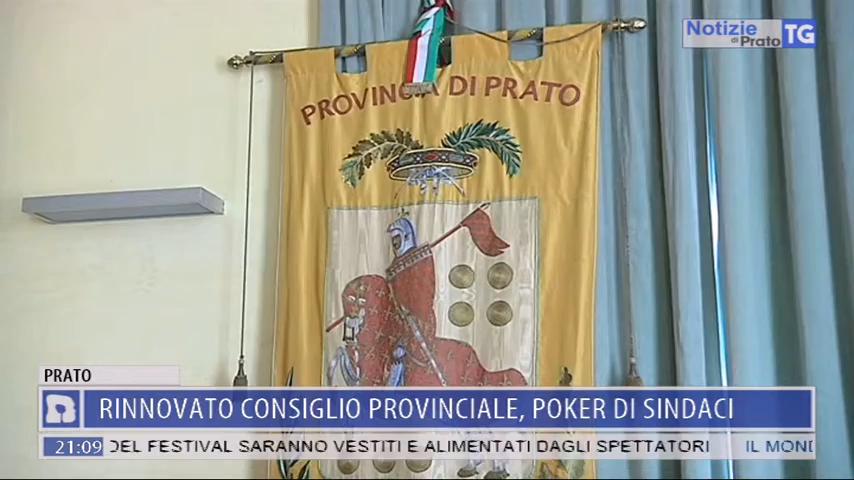 Notizie
di Prato TG
PROVINCIA DI PRATO
PRATO
RINNOVATO CONSIGLIO PROVINCIALE, POKER DI SINDACI
21:09 DEL FESTIVAL SARANNO VESTITI E ALIMENTATI DAGLI SPETTATORI IL MOND